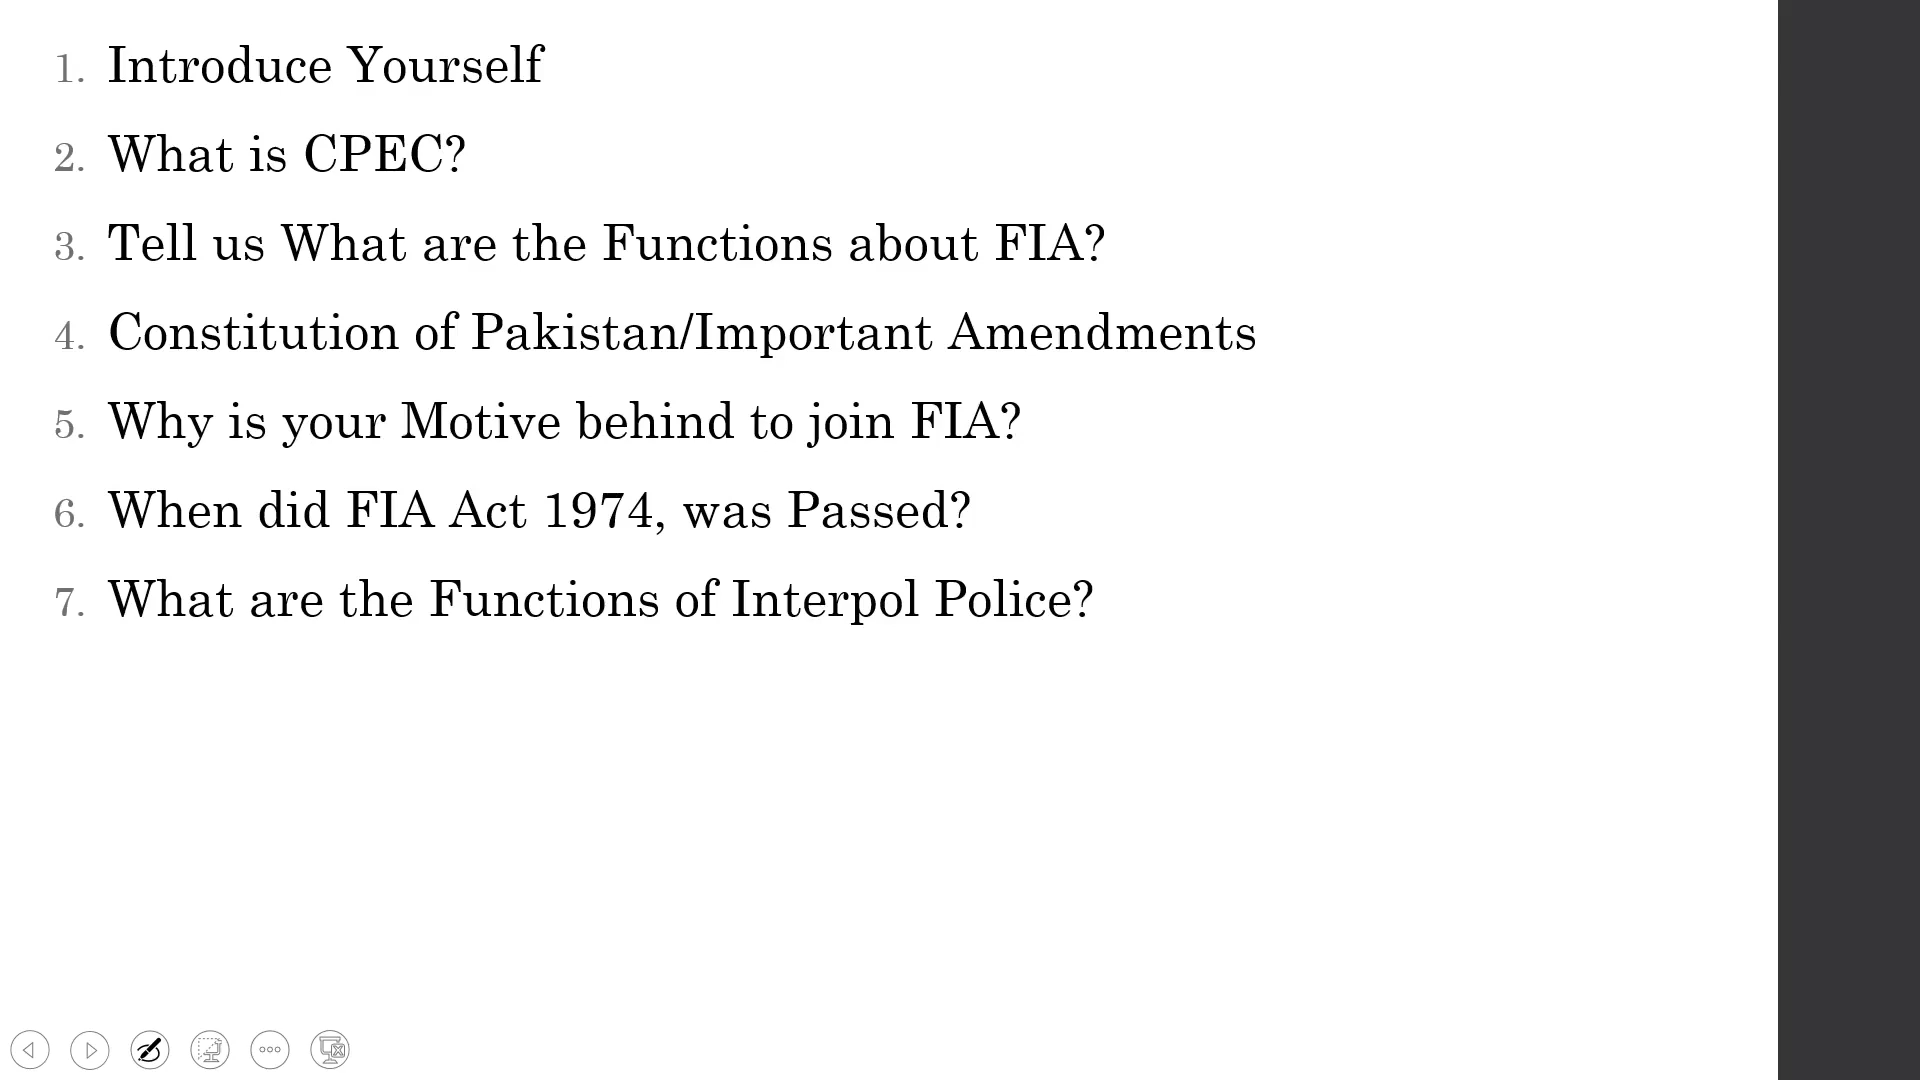 1. Introduce Yourself
2. What is CPEC?
3. Tell us What are the Functions about FIA?
4. Constitution of Pakistan/Important Amendments
5. Why is your Motive behind to join FIA?
6. When did FIA Act 1974, was Passed?
7. What are the Functions of Interpol Police?